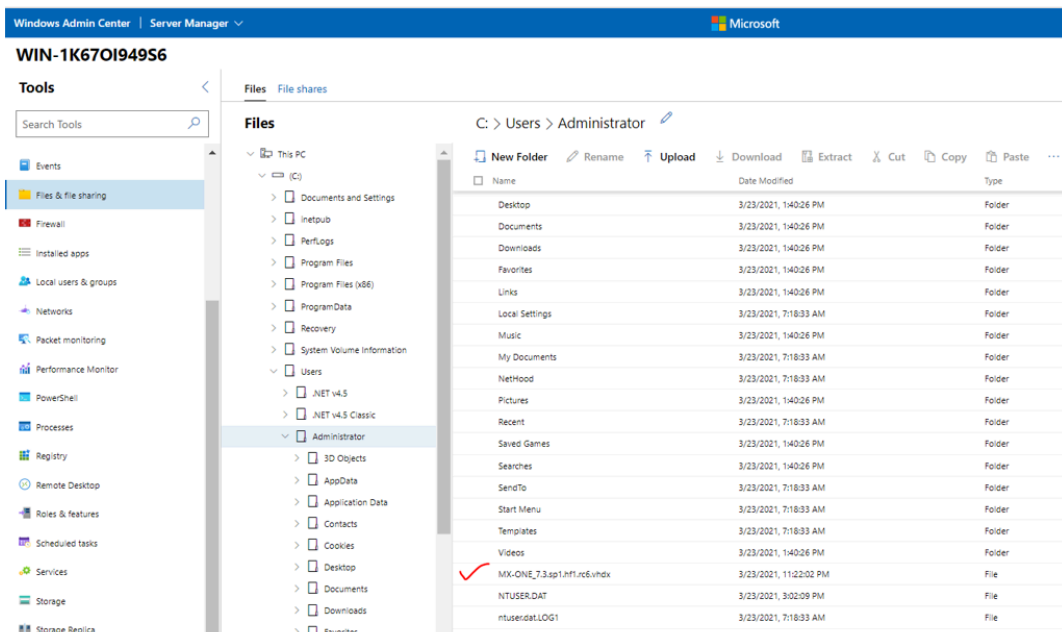 Windows Admin Center | Server Manager
Microsoft
WIN-1K67OI949S6
Tools
Search Tools
Events
Files & file sharing
Firewall
Installed apps
Local users & groups
Networks
Packet monitoring
Performance Monitor
PowerShell
Processes
Registry
Remote Desktop
Roles & features
Scheduled tasks
Services
Storage
Storage Replica
Files File shares
Files
This PC
(C:)
Documents and Settings
inetpub
PerfLogs
Program Files
Program Files (x86)
ProgramData
Recovery
System Volume Information
Users
.NET v4.5
.NET v4.5 Classic
Administrator
3D Objects
AppData
Application Data
Contacts
Cookies
Desktop
Documents
Downloads
Favorites
C: > Users > Administrator
New Folder Rename Upload Download Extract Cut Copy Paste ...
Name Date Modified Type
Desktop 3/23/2021, 1:40:26 PM Folder
Documents 3/23/2021, 1:40:26 PM Folder
Downloads 3/23/2021, 1:40:26 PM Folder
Favorites 3/23/2021, 1:40:26 PM Folder
Links 3/23/2021, 1:40:26 PM Folder
Local Settings 3/23/2021, 7:18:33 AM Folder
Music 3/23/2021, 1:40:26 PM Folder
My Documents 3/23/2021, 7:18:33 AM Folder
NetHood 3/23/2021, 7:18:33 AM Folder
Pictures 3/23/2021, 1:40:26 PM Folder
Recent 3/23/2021, 7:18:33 AM Folder
Saved Games 3/23/2021, 1:40:26 PM Folder
Searches 3/23/2021, 1:40:26 PM Folder
SendTo 3/23/2021, 7:18:33 AM Folder
Start Menu 3/23/2021, 7:18:33 AM Folder
Templates 3/23/2021, 7:18:33 AM Folder
Videos 3/23/2021, 1:40:26 PM Folder
MX-ONE_7.3.sp1.hf1.rc6.vhdx 3/23/2021, 11:22:02 PM File
NTUSER.DAT 3/23/2021, 3:02:09 PM File
ntuser.dat.LOG1 3/23/2021, 7:18:33 AM File